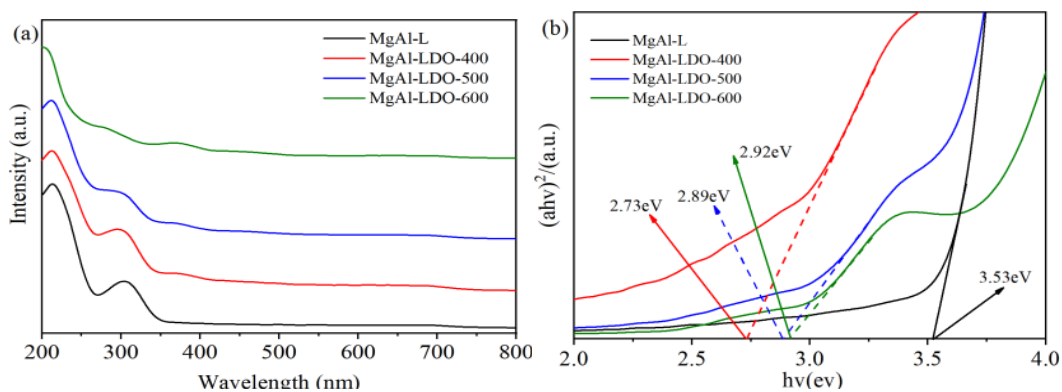 (a)
MgAl-L
MgAl-LDO-400
MgAl-LDO-500
MgAl-LDO-600
Intensity (a.u.)
200 300 400 500 600 700 800
Wavelength (nm)
(b)
MgAl-L
MgAl-LDO-400
MgAl-LDO-500
MgAl-LDO-600
(ahv)²/(a.u.)
2.92eV
2.89eV
2.73eV
3.53eV
2.0 2.5 3.0 3.5 4.0
hv(ev)